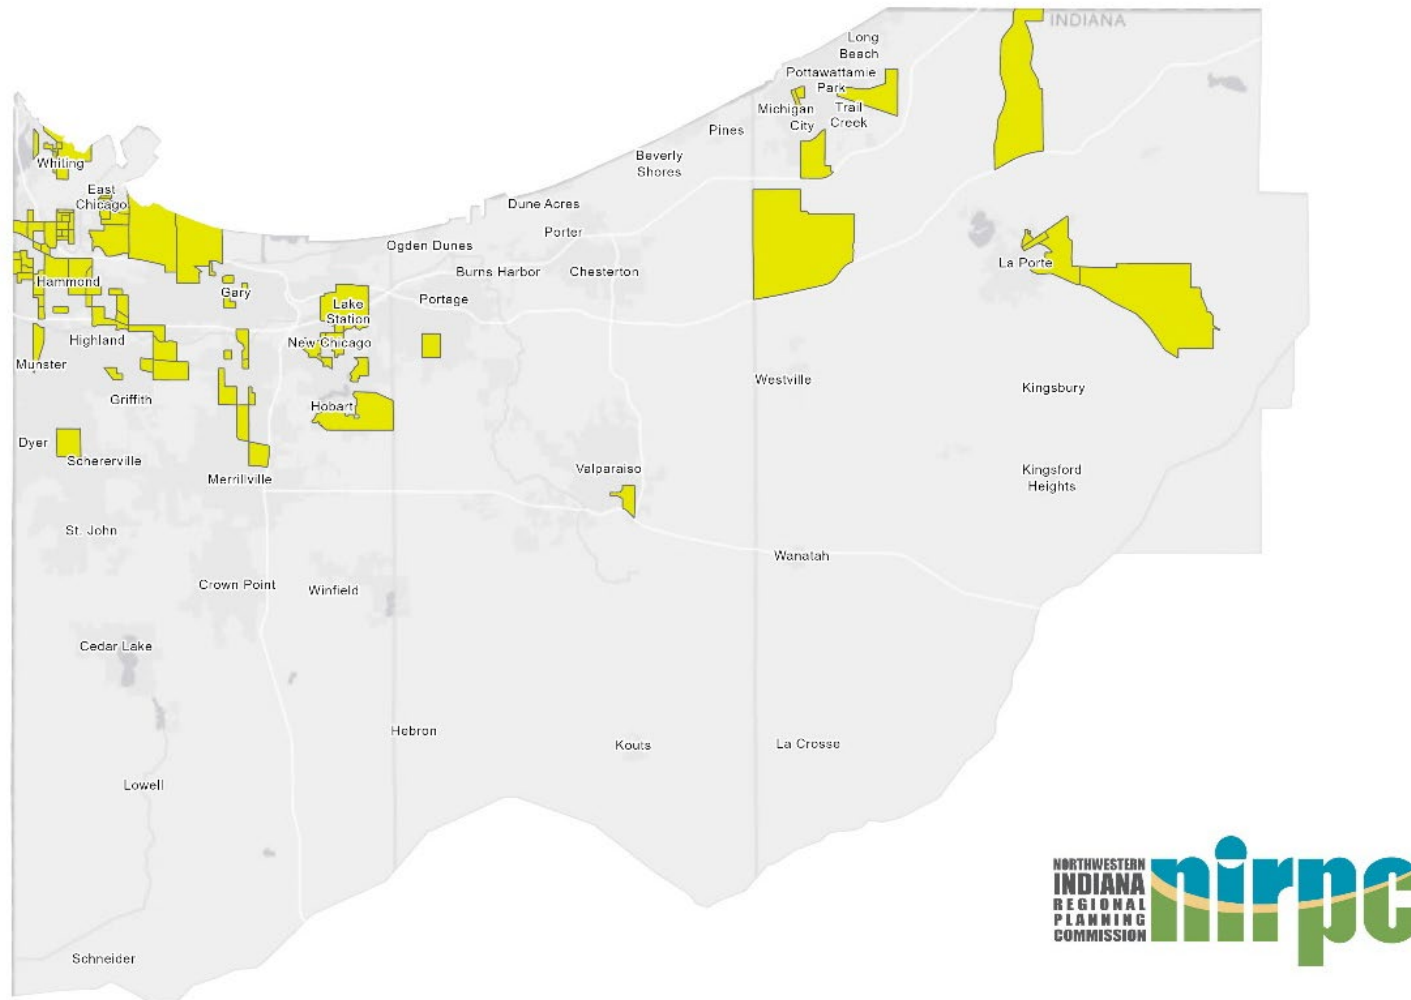 INDIANA
Long
Beach
Pottawattamie
Park
Michigan
City
Trail
Creek
Pines
Whiting
Beverly
Shores
East
Chicago
Dune Acres
Porter
Ogden Dunes
Burns Harbor
Chesterton
La Porte
Hammond
Gary
Portage
Lake
Station
Highland
New Chicago
Munster
Westville
Kingsbury
Griffith
Hobart
Dyer
Schererville
Valparaiso
Merrillville
Kingsford
Heights
St. John
Wanatah
Crown Point
Winfield
Cedar Lake
Hebron
Kouts
La Crosse
Lowell
Schneider
NORTHWESTERN
INDIANA
REGIONAL
PLANNING
COMMISSION
nirpc